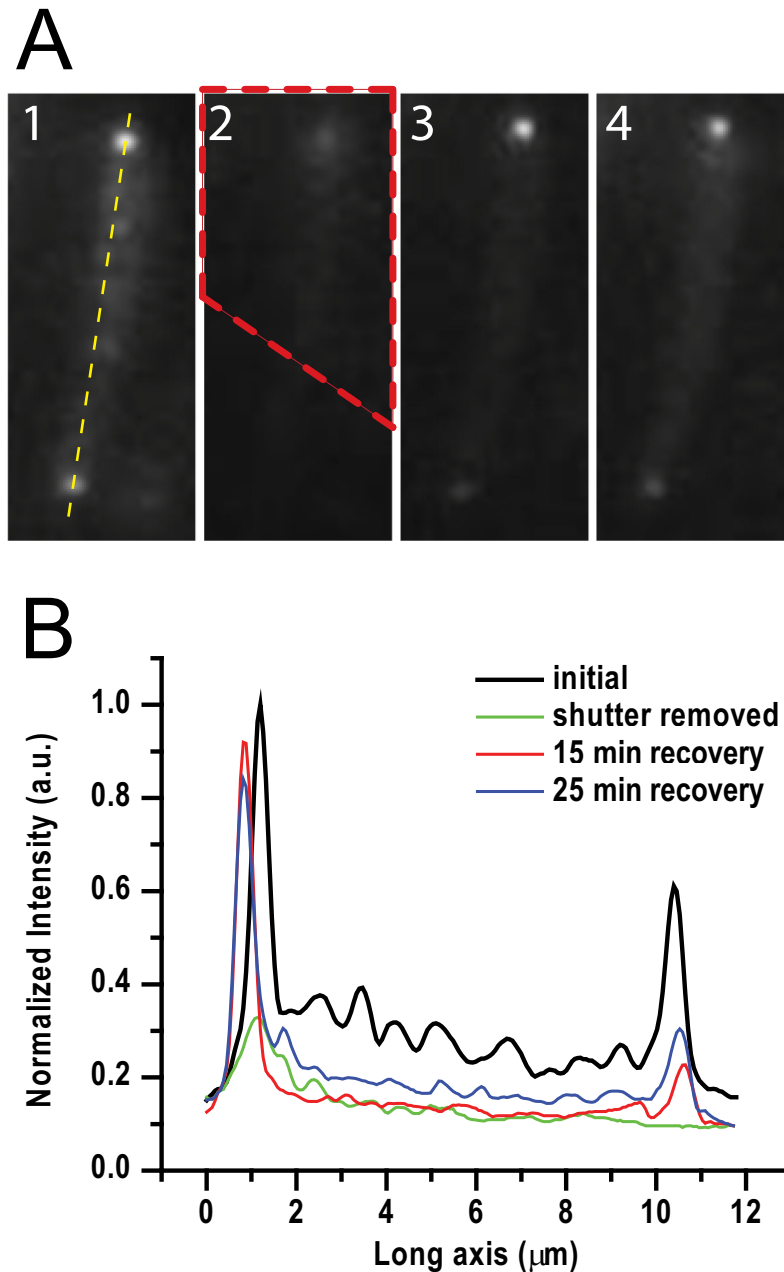 A
1 2 3 4
B
initial
shutter removed
15 min recovery
25 min recovery
Normalized Intensity (a.u.)
1.0
0.8
0.6
0.4
0.2
0.0
0 2 4 6 8 10 12
Long axis (μm)